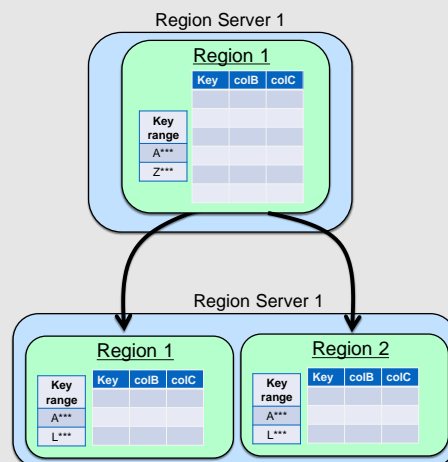 Region Server 1
Region 1
Key colB colC
Key
range
A***
Z***
Region Server 1
Region 1
Key colB colC
Key
range
A***
L***
Region 2
Key colB colC
Key
range
A***
L***